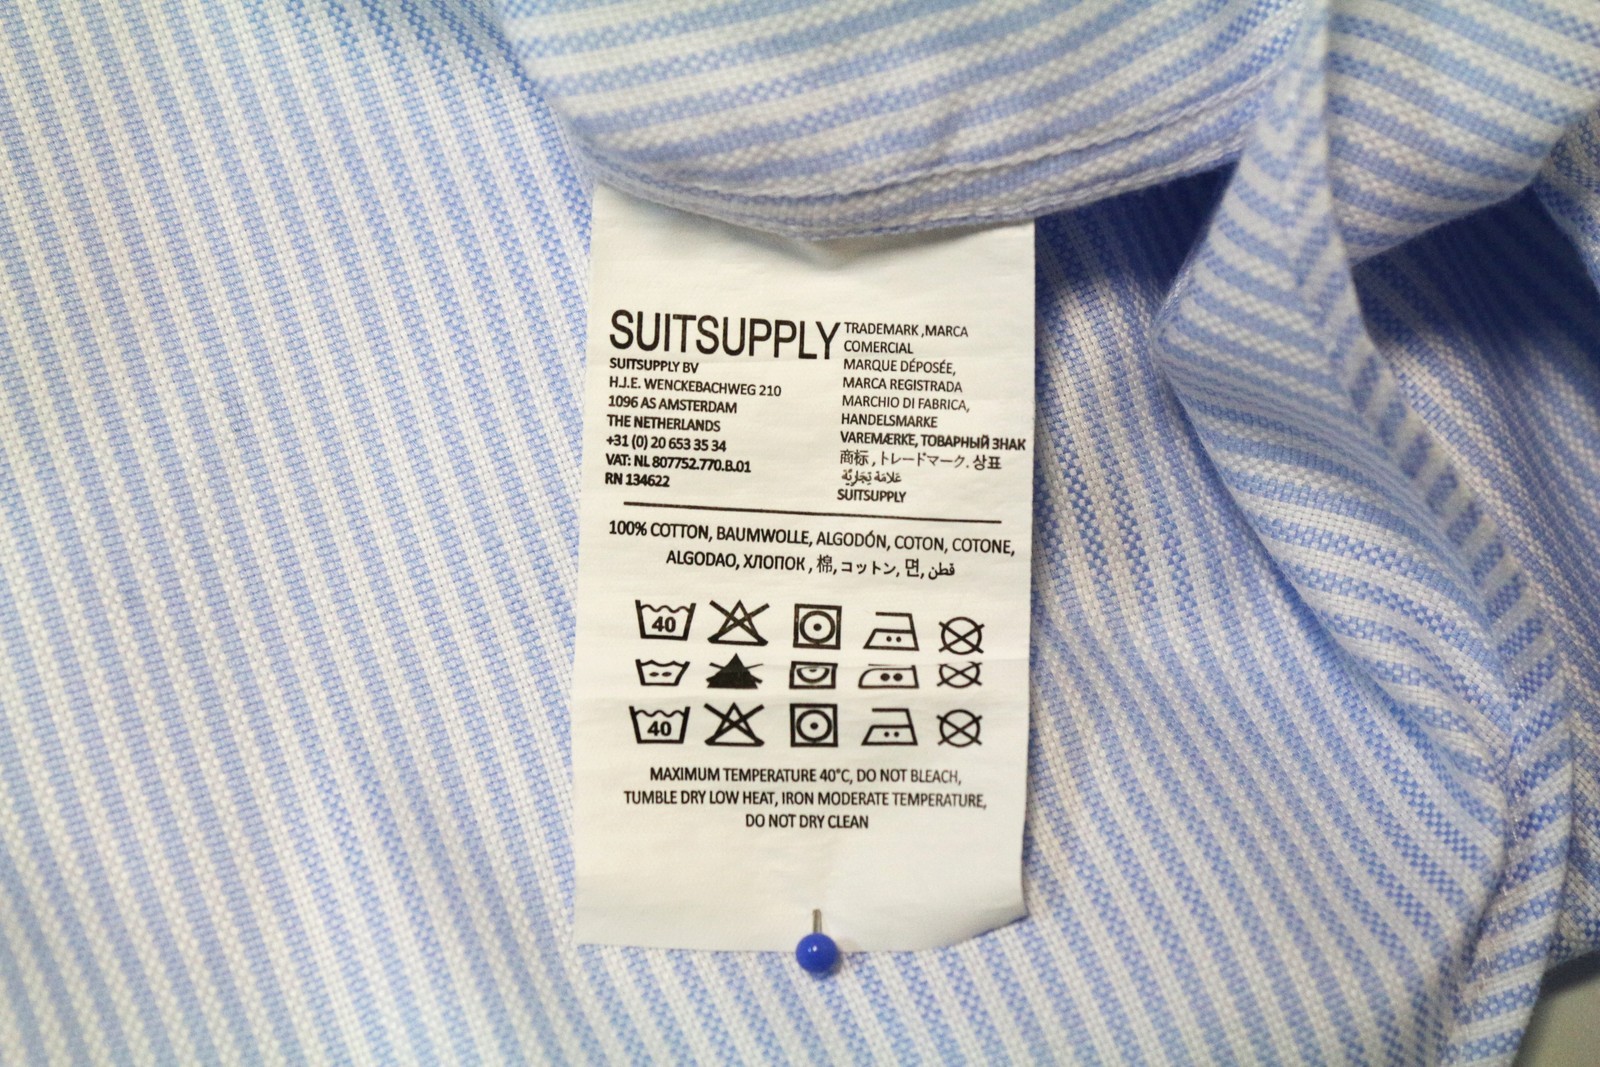 SUITSUPPLY
SUITSUPPLY BV
H.J.E. WENCKEBACHWEG 210
1096 AS AMSTERDAM
THE NETHERLANDS
+31 (0) 20 653 35 34
VAT: NL 807752.770.B.01
RN 134622
TRADEMARK ,MARCA
COMERCIAL
MARQUE DÉPOSÉE,
MARCA REGISTRADA
MARCHIO DI FABRICA,
HANDELSMARKE
VAREMÆRKE, ТОВАРНЫЙ ЗНАК
商标 , トレードマーク. 상표
عَلَامَة تِجَارِيَّة
SUITSUPPLY
100% COTTON, BAUMWOLLE, ALGODÓN, COTON, COTONE,
ALGODAO, ХЛОПОК , 棉, コットン, 면, قطن
40
40
MAXIMUM TEMPERATURE 40°C, DO NOT BLEACH,
TUMBLE DRY LOW HEAT, IRON MODERATE TEMPERATURE,
DO NOT DRY CLEAN